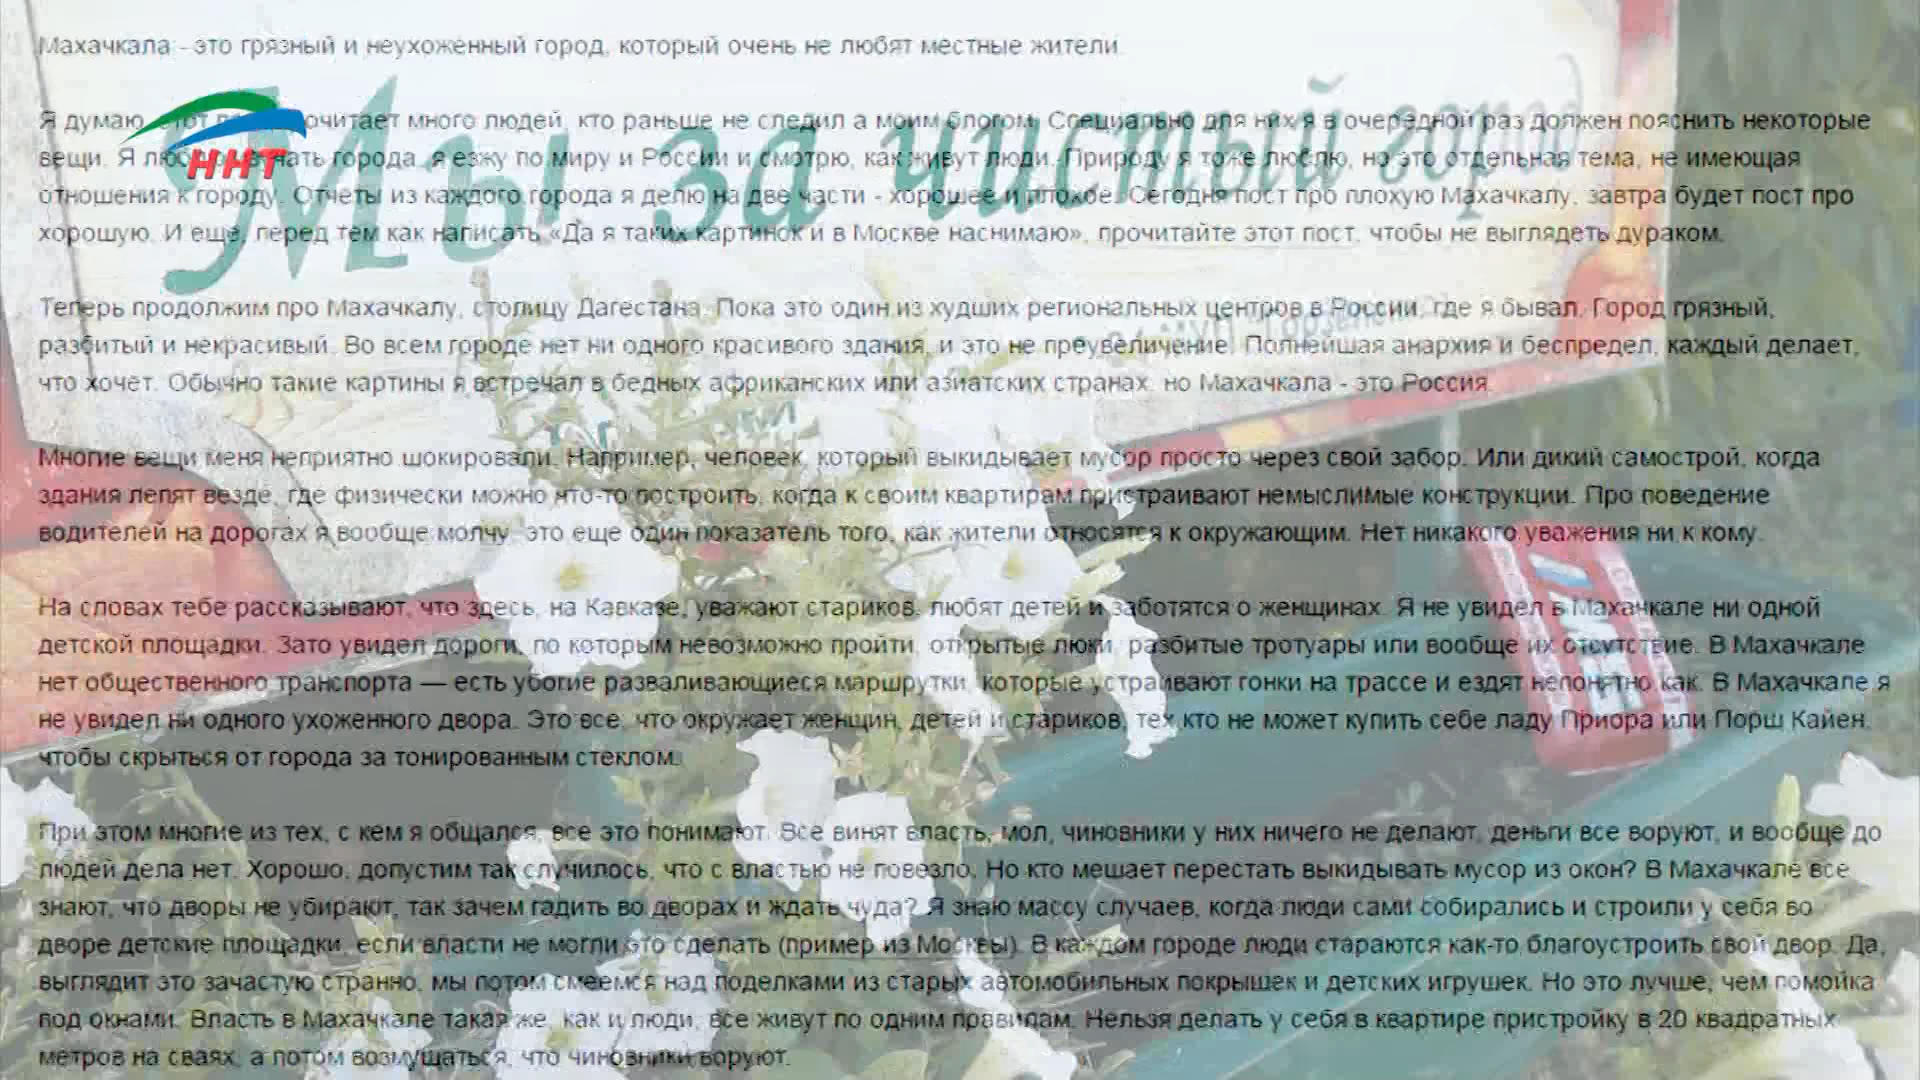 Махачкала - это грязный и неухоженный город, который очень не любят местные жители.
Мы за чистый город
Я думаю, этот пост прочитает много людей, кто раньше не следил а моим блогом. Специально для них я в очередной раз должен пояснить некоторые
ННТ
вещи. Я люблю изучать города, я езжу по миру и России и смотрю, как живут люди. Природу я тоже люблю, но это отдельная тема, не имеющая
отношения к городу. Отчеты из каждого города я делю на две части - хорошее и плохое. Сегодня пост про плохую Махачкалу, завтра будет пост про
хорошую. И еще, перед тем как написать «Да я таких картинок и в Москве наснимаю», прочитайте этот пост, чтобы не выглядеть дураком.
Теперь продолжим про Махачкалу, столицу Дагестана. Пока это один из худших региональных центров в России, где я бывал. Город грязный,
разбитый и некрасивый. Во всем городе нет ни одного красивого здания, и это не преувеличение. Полнейшая анархия и беспредел, каждый делает,
что хочет. Обычно такие картины я встречал в бедных африканских или азиатских странах, но Махачкала - это Россия.
Многие вещи меня неприятно шокировали. Например, человек, который выкидывает мусор просто через свой забор. Или дикий самострой, когда
здания лепят везде, где физически можно что-то построить, когда к своим квартирам пристраивают немыслимые конструкции. Про поведение
водителей на дорогах я вообще молчу, это еще один показатель того, как жители относятся к окружающим. Нет никакого уважения ни к кому.
На словах тебе рассказывают, что здесь, на Кавказе, уважают стариков, любят детей и заботятся о женщинах. Я не увидел в Махачкале ни одной
детской площадки. Зато увидел дороги, по которым невозможно пройти, открытые люки, разбитые тротуары или вообще их отсутствие. В Махачкале
нет общественного транспорта — есть убогие разваливающиеся маршрутки, которые устраивают гонки на трассе и ездят непонятно как. В Махачкале я
не увидел ни одного ухоженного двора. Это все, что окружает женщин, детей и стариков, тех кто не может купить себе ладу Приора или Порш Кайен,
чтобы скрыться от города за тонированным стеклом.
При этом многие из тех, с кем я общался, все это понимают. Все винят власть, мол, чиновники у них ничего не делают, деньги все воруют, и вообще до
людей дела нет. Хорошо, допустим так случилось, что с властью не повезло. Но кто мешает перестать выкидывать мусор из окон? В Махачкале все
знают, что дворы не убирают, так зачем гадить во дворах и ждать чуда? Я знаю массу случаев, когда люди сами собирались и строили у себя во
дворе детские площадки, если власти не могли это сделать (пример из Москвы). В каждом городе люди стараются как-то благоустроить свой двор. Да,
выглядит это зачастую странно, мы потом смеемся над поделками из старых автомобильных покрышек и детских игрушек. Но это лучше, чем помойка
под окнами. Власть в Махачкале такая же, как и люди, все живут по одним правилам. Нельзя делать у себя в квартире пристройку в 20 квадратных
метров на сваях, а потом возмущаться, что чиновники воруют.